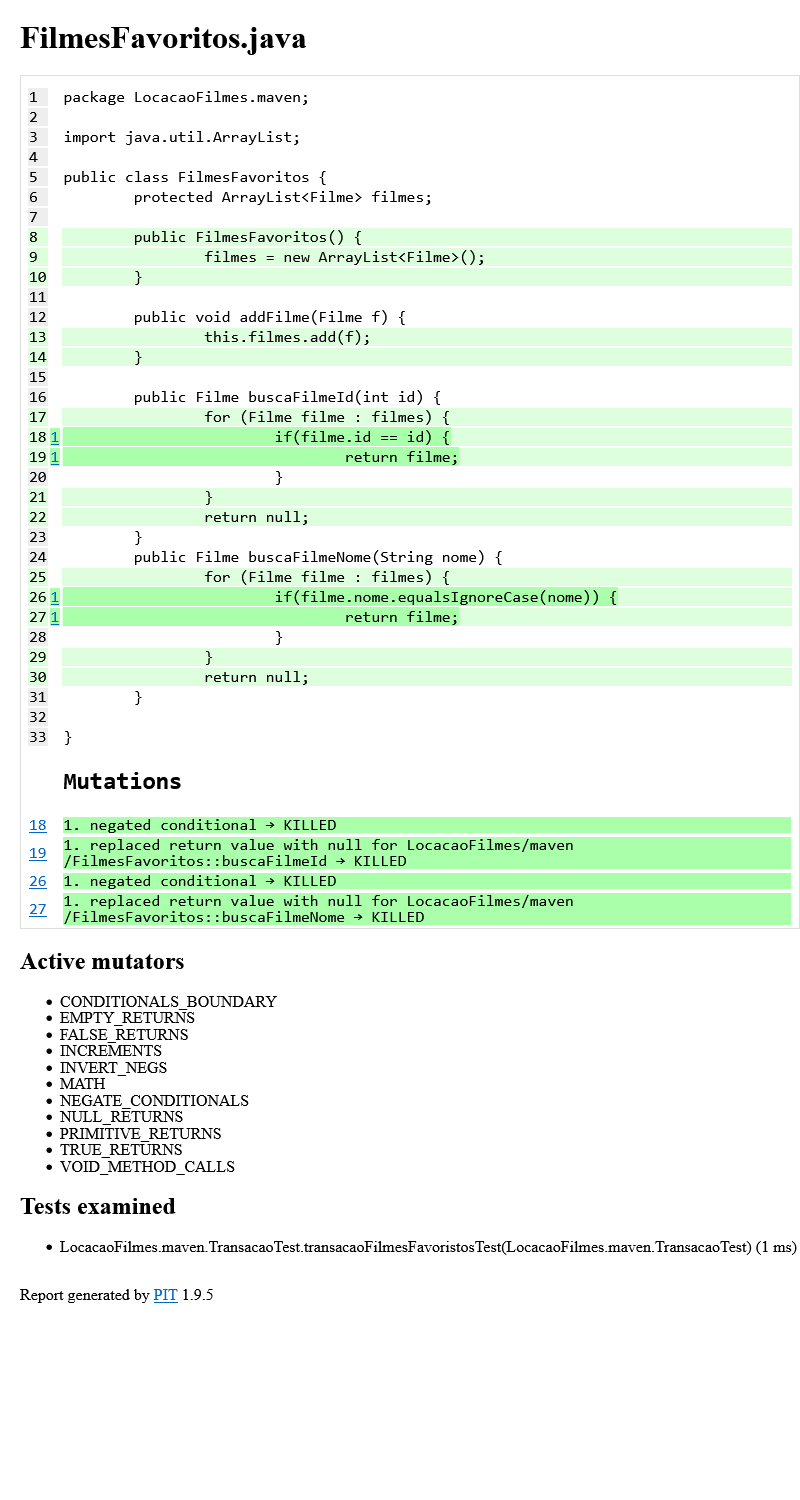 FilmesFavoritos.java
1 package LocacaoFilmes.maven;
2
3 import java.util.ArrayList;
4
5 public class FilmesFavoritos {
6 protected ArrayList<Filme> filmes;
7
8 public FilmesFavoritos() {
9 filmes = new ArrayList<Filme>();
10 }
11
12 public void addFilme(Filme f) {
13 this.filmes.add(f);
14 }
15
16 public Filme buscaFilmeId(int id) {
17 for (Filme filme : filmes) {
18 1 if(filme.id == id) {
19 1 return filme;
20 }
21 }
22 return null;
23 }
24 public Filme buscaFilmeNome(String nome) {
25 for (Filme filme : filmes) {
26 1 if(filme.nome.equalsIgnoreCase(nome)) {
27 1 return filme;
28 }
29 }
30 return null;
31 }
32
33 }
Mutations
18 1. negated conditional → KILLED
19 1. replaced return value with null for LocacaoFilmes/maven
/FilmesFavoritos::buscaFilmeId → KILLED
26 1. negated conditional → KILLED
27 1. replaced return value with null for LocacaoFilmes/maven
/FilmesFavoritos::buscaFilmeNome → KILLED
Active mutators
• CONDITIONALS_BOUNDARY
• EMPTY_RETURNS
• FALSE_RETURNS
• INCREMENTS
• INVERT_NEGS
• MATH
• NEGATE_CONDITIONALS
• NULL_RETURNS
• PRIMITIVE_RETURNS
• TRUE_RETURNS
• VOID_METHOD_CALLS
Tests examined
• LocacaoFilmes.maven.TransacaoTest.transacaoFilmesFavoristosTest(LocacaoFilmes.maven.TransacaoTest) (1 ms)
Report generated by PIT 1.9.5